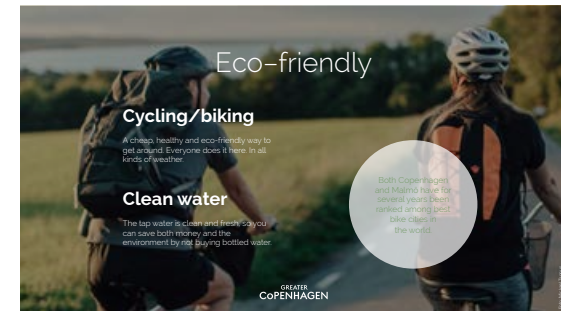 Eco–friendly
Cycling/biking
A cheap, healthy and eco-friendly way to
get around. Everyone does it here. In all
kinds of weather.
Clean water
The tap water is clean and fresh, so you
can save both money and the
environment by not buying bottled water.
Both Copenhagen
and Malmö have for
several years been
ranked among best
bike cities in
the world.
GREATER
COPENHAGEN